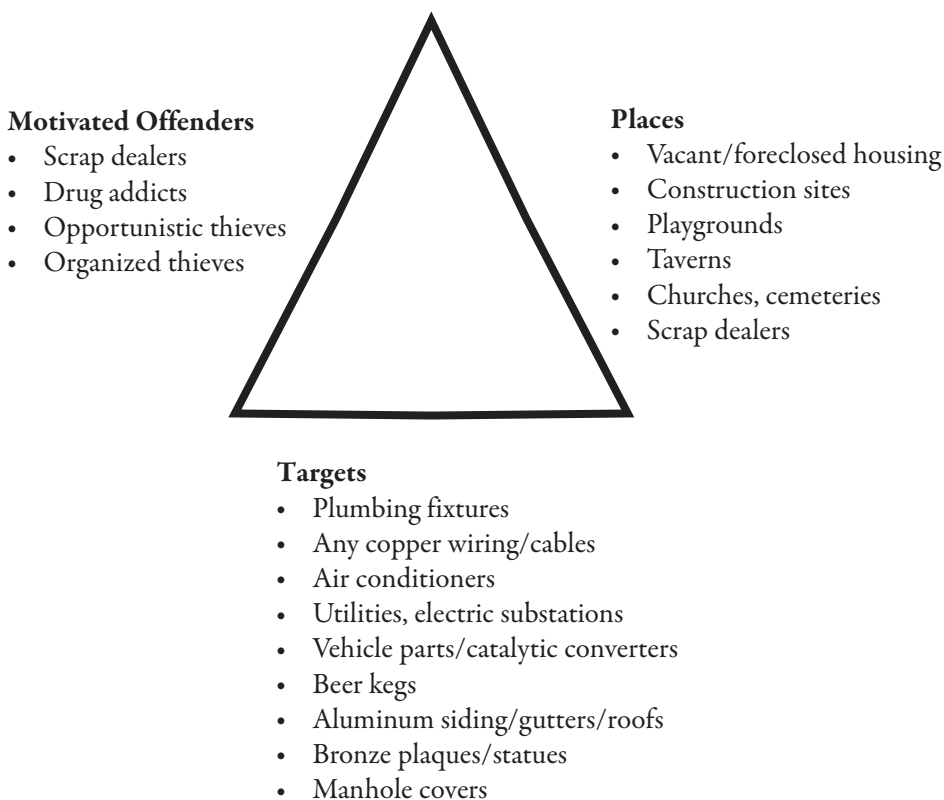 Motivated Offenders
• Scrap dealers
• Drug addicts
• Opportunistic thieves
• Organized thieves
Places
• Vacant/foreclosed housing
• Construction sites
• Playgrounds
• Taverns
• Churches, cemeteries
• Scrap dealers
Targets
• Plumbing fixtures
• Any copper wiring/cables
• Air conditioners
• Utilities, electric substations
• Vehicle parts/catalytic converters
• Beer kegs
• Aluminum siding/gutters/roofs
• Bronze plaques/statues
• Manhole covers